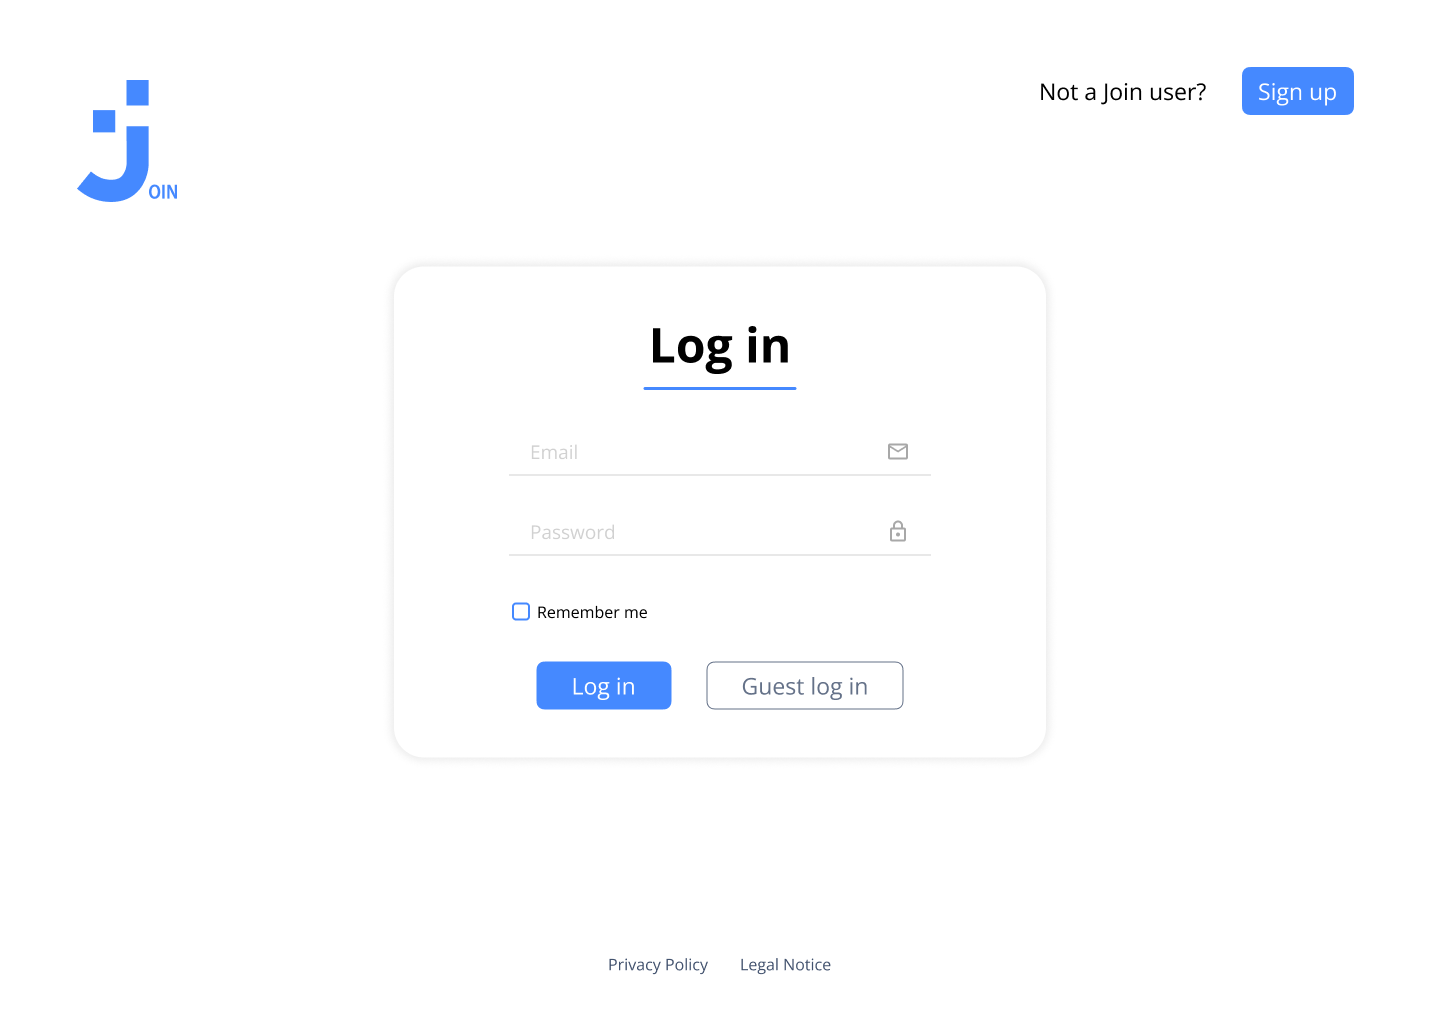 Not a Join user?
Sign up
JOIN
Log in
Email
Password
Remember me
Log in
Guest log in
Privacy Policy
Legal Notice